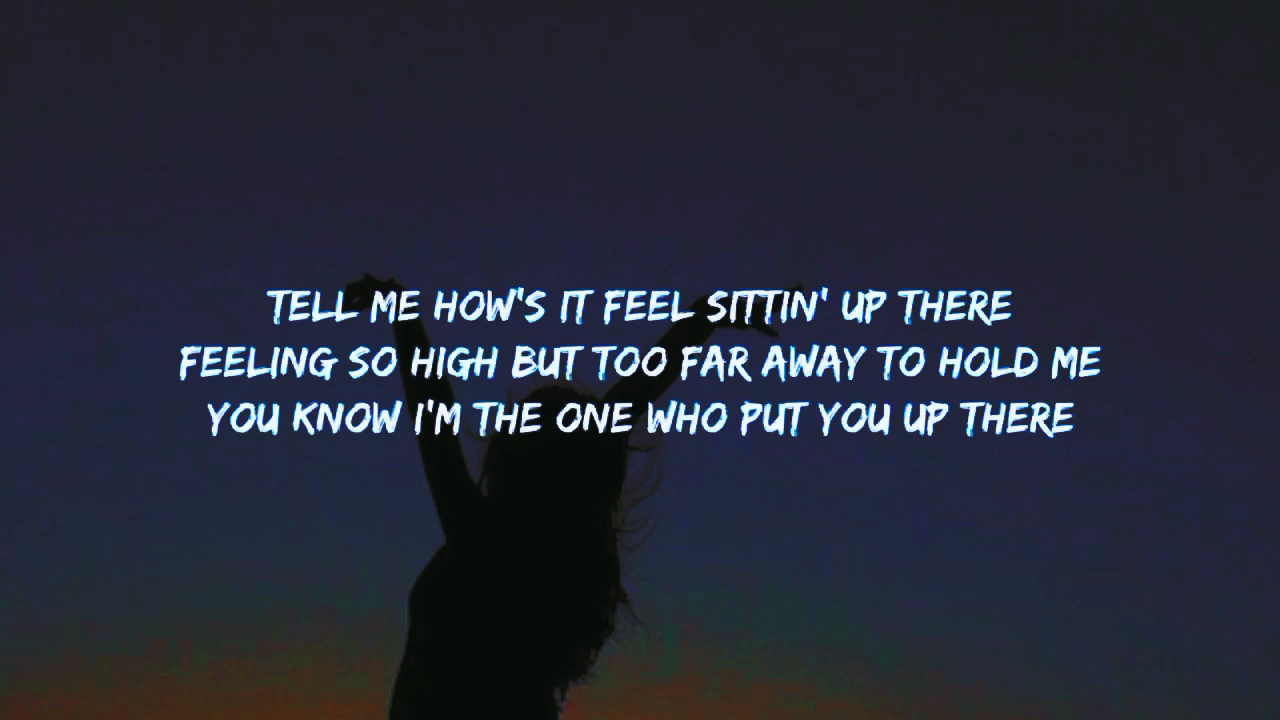 TELL ME HOW'S IT FEEL SITTIN' UP THERE
FEELING SO HIGH BUT TOO FAR AWAY TO HOLD ME
YOU KNOW I'M THE ONE WHO PUT YOU UP THERE